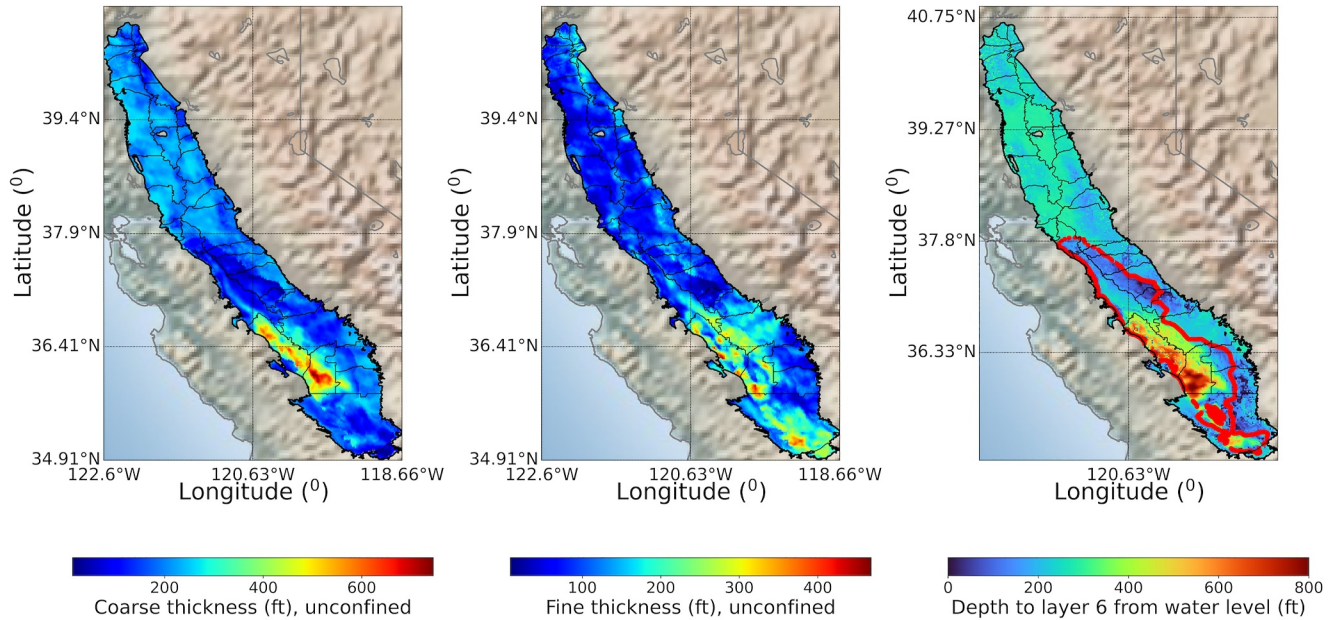 39.4°N
37.9°N
36.41°N
34.91°N
122.6°W
120.63°W
118.66°W
Latitude (⁰)
Longitude (⁰)
200
400
600
Coarse thickness (ft), unconfined
39.4°N
37.9°N
36.41°N
34.91°N
122.6°W
120.63°W
118.66°W
Latitude (⁰)
Longitude (⁰)
100
200
300
400
Fine thickness (ft), unconfined
40.75°N
39.27°N
37.8°N
36.33°N
120.63°W
Latitude (⁰)
Longitude (⁰)
0
200
400
600
800
Depth to layer 6 from water level (ft)